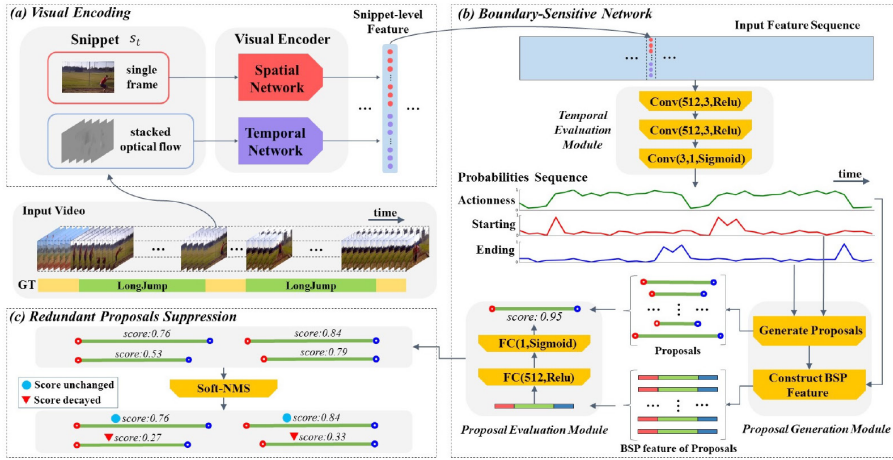 (a) Visual Encoding
Snippet s_t
Visual Encoder
Snippet-level
Feature
single
frame
Spatial
Network
stacked
optical flow
Temporal
Network
...
...
Input Video
time
...
...
GT
LongJump
LongJump
(c) Redundant Proposals Suppression
score:0.76
score:0.84
score:0.53
score:0.79
Soft-NMS
Score unchanged
Score decayed
score:0.76
score:0.84
score:0.27
score:0.33
(b) Boundary-Sensitive Network
Input Feature Sequence
...
...
Temporal
Evaluation
Module
Conv(512,3,Relu)
Conv(512,3,Relu)
Conv(3,1,Sigmoid)
Probabilities Sequence
time
Actionness
Starting
Ending
score:0.95
FC(1,Sigmoid)
FC(512,Relu)
Proposal Evaluation Module
Proposals
BSP feature of Proposals
Generate Proposals
Construct BSP
Feature
Proposal Generation Module